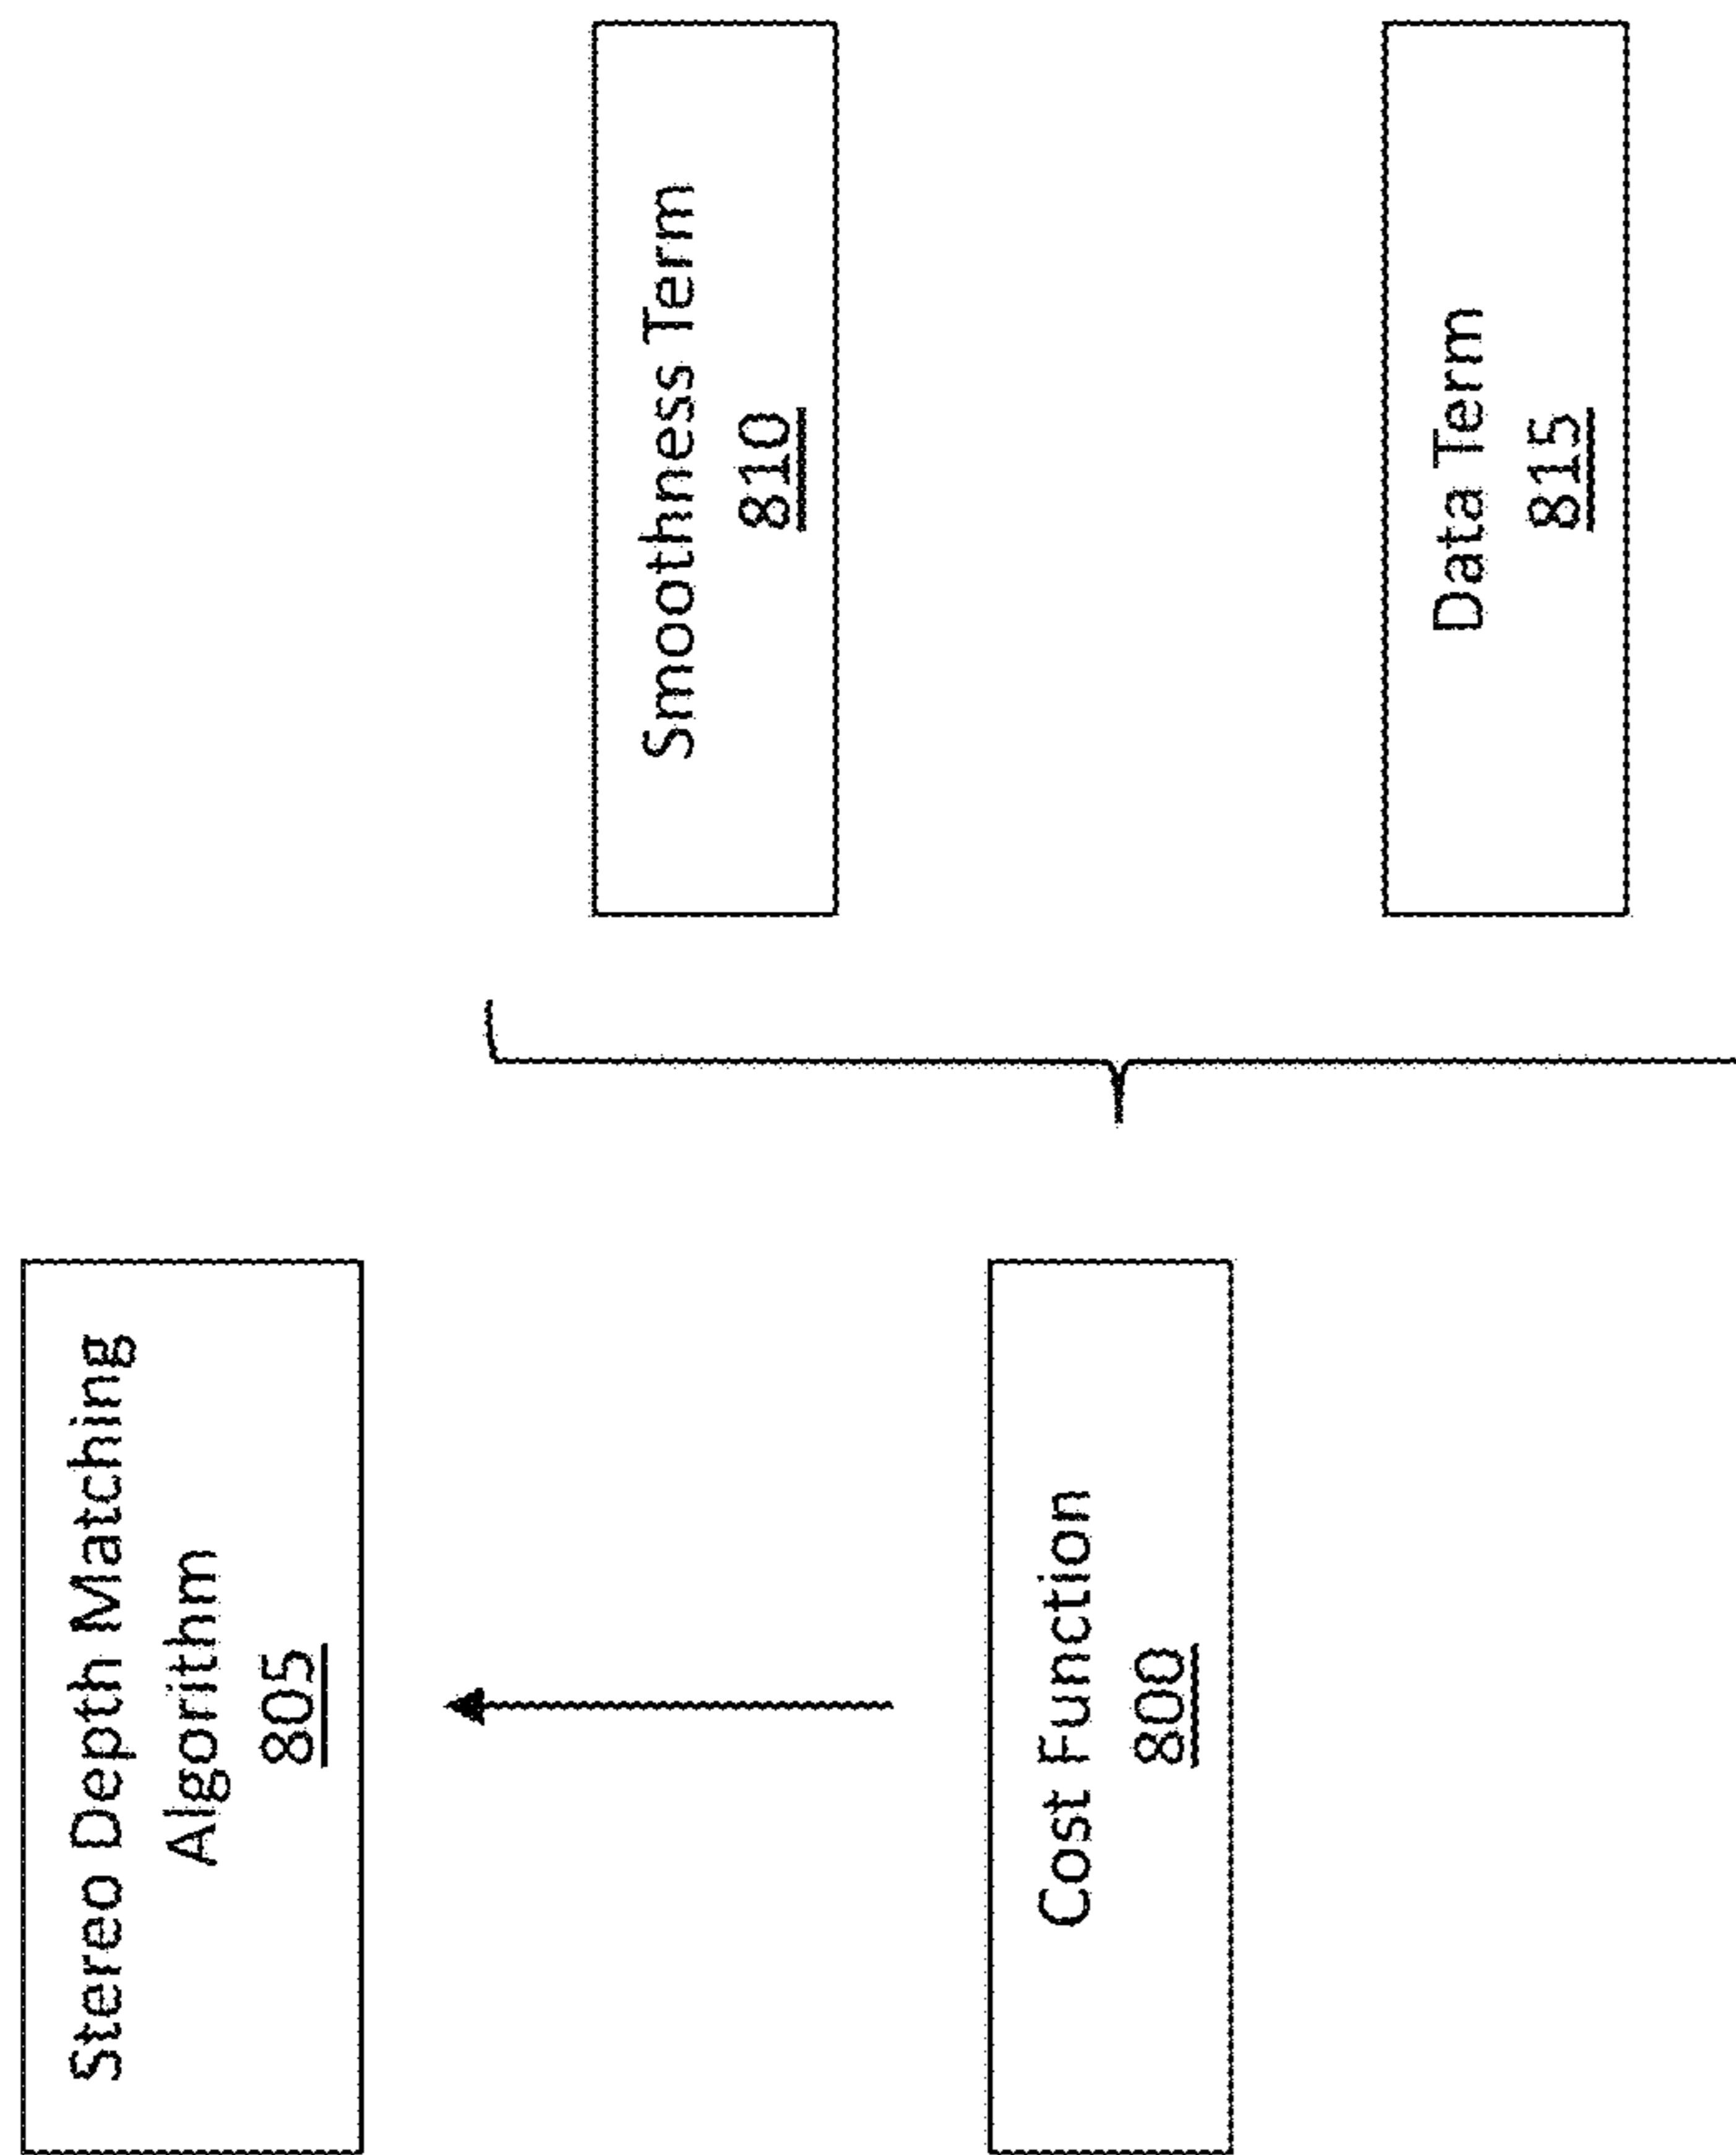 Stereo Depth Matching
Algorithm
805
Cost Function
800
Smoothness Term
810
Data Term
815